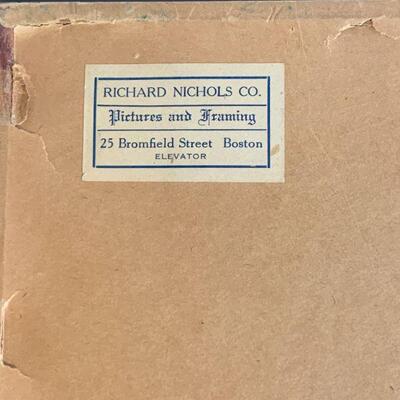 RICHARD NICHOLS CO.
Pictures and Framing
25 Bromfield Street Boston
ELEVATOR